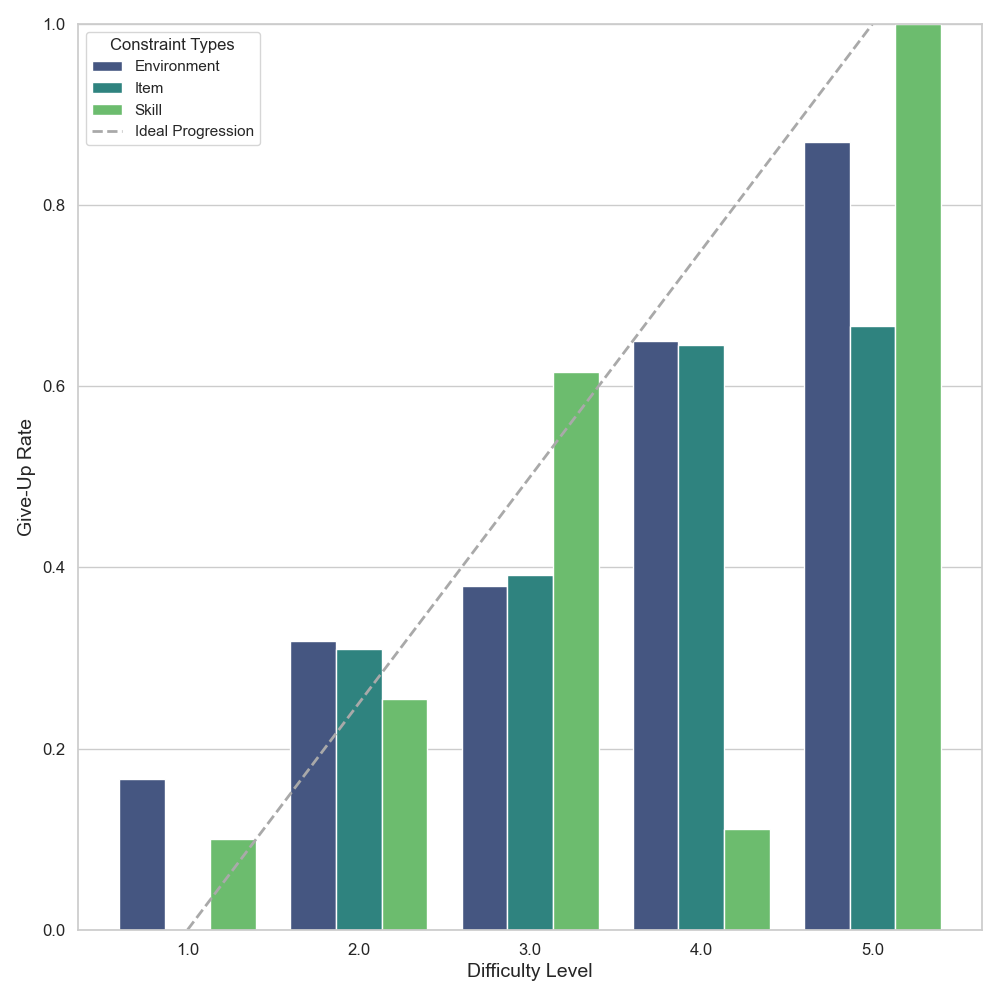 Constraint Types
Environment
Item
Skill
Ideal Progression
Give-Up Rate
1.0
0.8
0.6
0.4
0.2
0.0
1.0 2.0 3.0 4.0 5.0
Difficulty Level